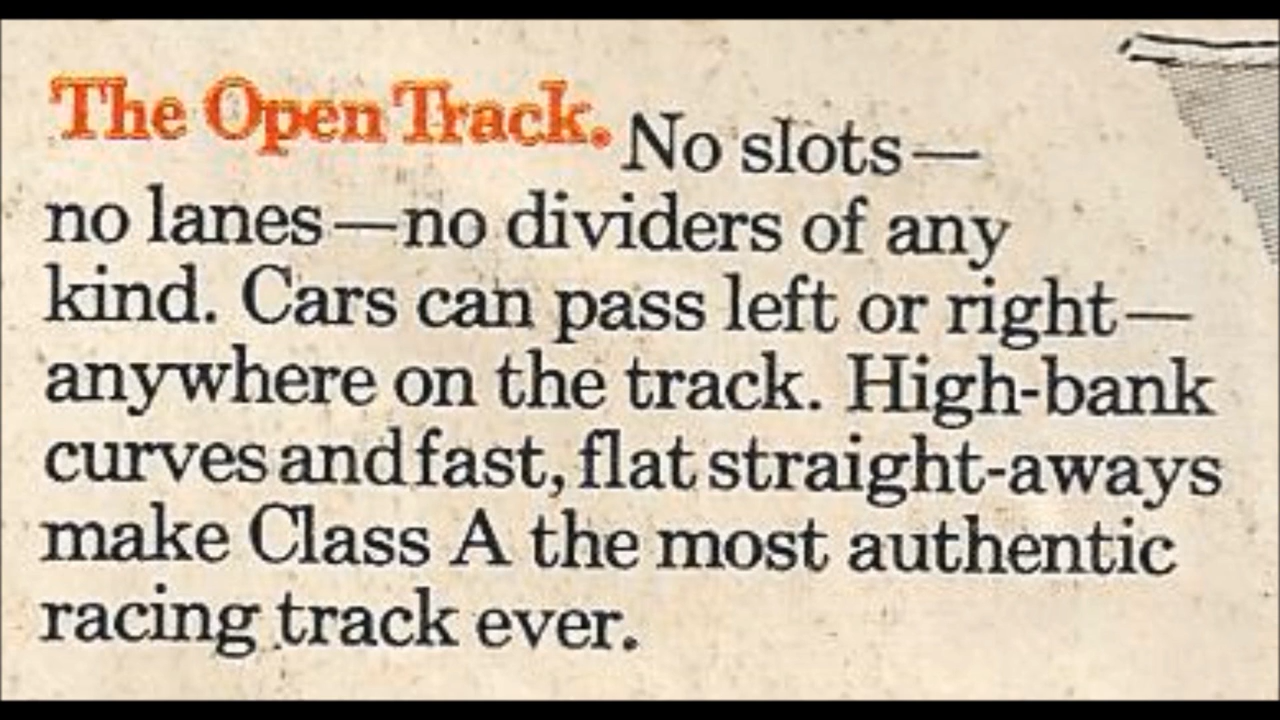 The Open Track. No slots—
no lanes—no dividers of any
kind. Cars can pass left or right—
anywhere on the track. High-bank
curves and fast, flat straight-aways
make Class A the most authentic
racing track ever.